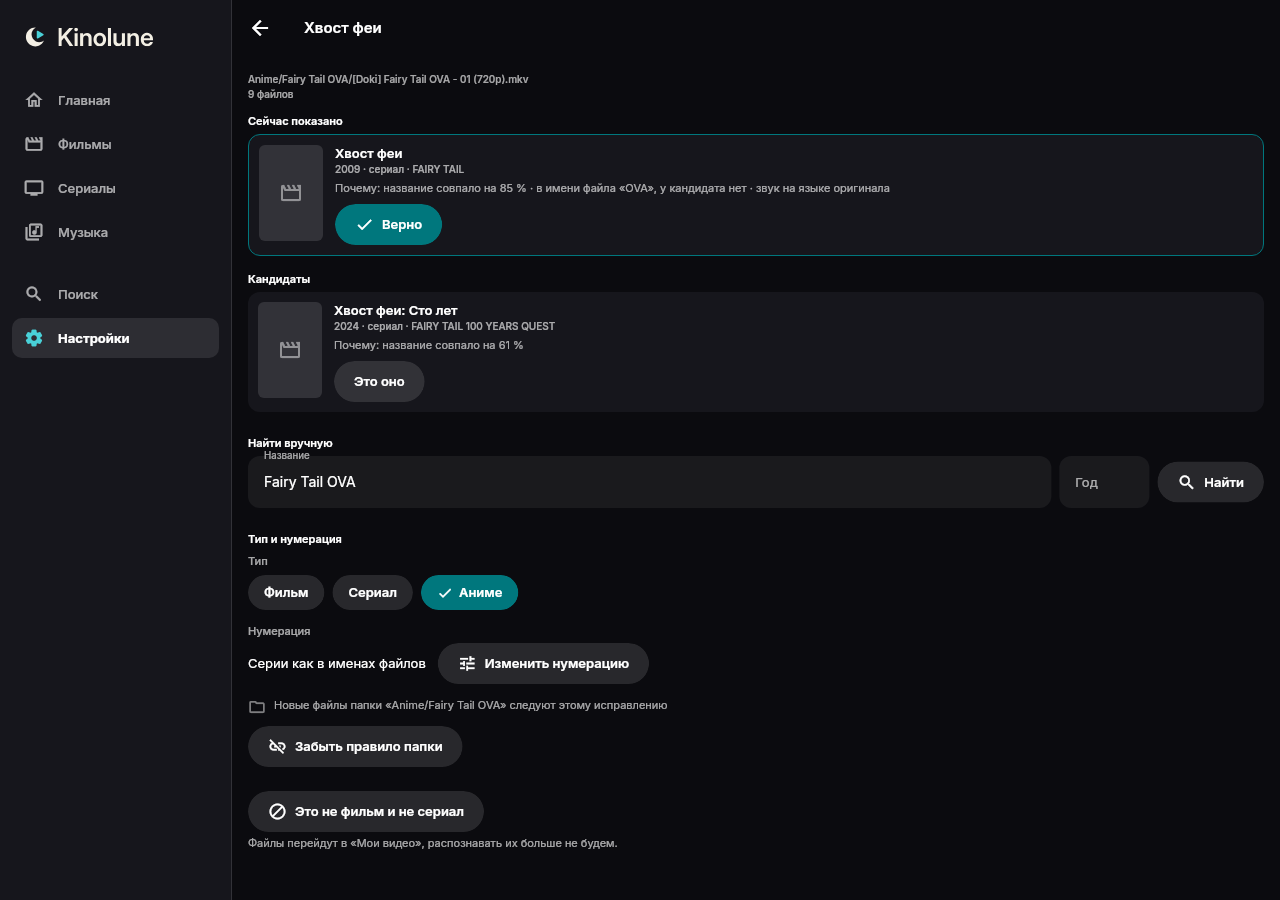 Kinolune
Главная
Фильмы
Сериалы
Музыка
Поиск
Настройки
Хвост феи
Anime/Fairy Tail OVA/[Doki] Fairy Tail OVA - 01 (720p).mkv
9 файлов
Сейчас показано
Хвост феи
2009 · сериал · FAIRY TAIL
Почему: название совпало на 85 % · в имени файла «OVA», у кандидата нет · звук на языке оригинала
Верно
Кандидаты
Хвост феи: Сто лет
2024 · сериал · FAIRY TAIL 100 YEARS QUEST
Почему: название совпало на 61 %
Это оно
Найти вручную
Название
Fairy Tail OVA
Год
Найти
Тип и нумерация
Тип
Фильм
Сериал
Аниме
Нумерация
Серии как в именах файлов
Изменить нумерацию
Новые файлы папки «Anime/Fairy Tail OVA» следуют этому исправлению
Забыть правило папки
Это не фильм и не сериал
Файлы перейдут в «Мои видео», распознавать их больше не будем.